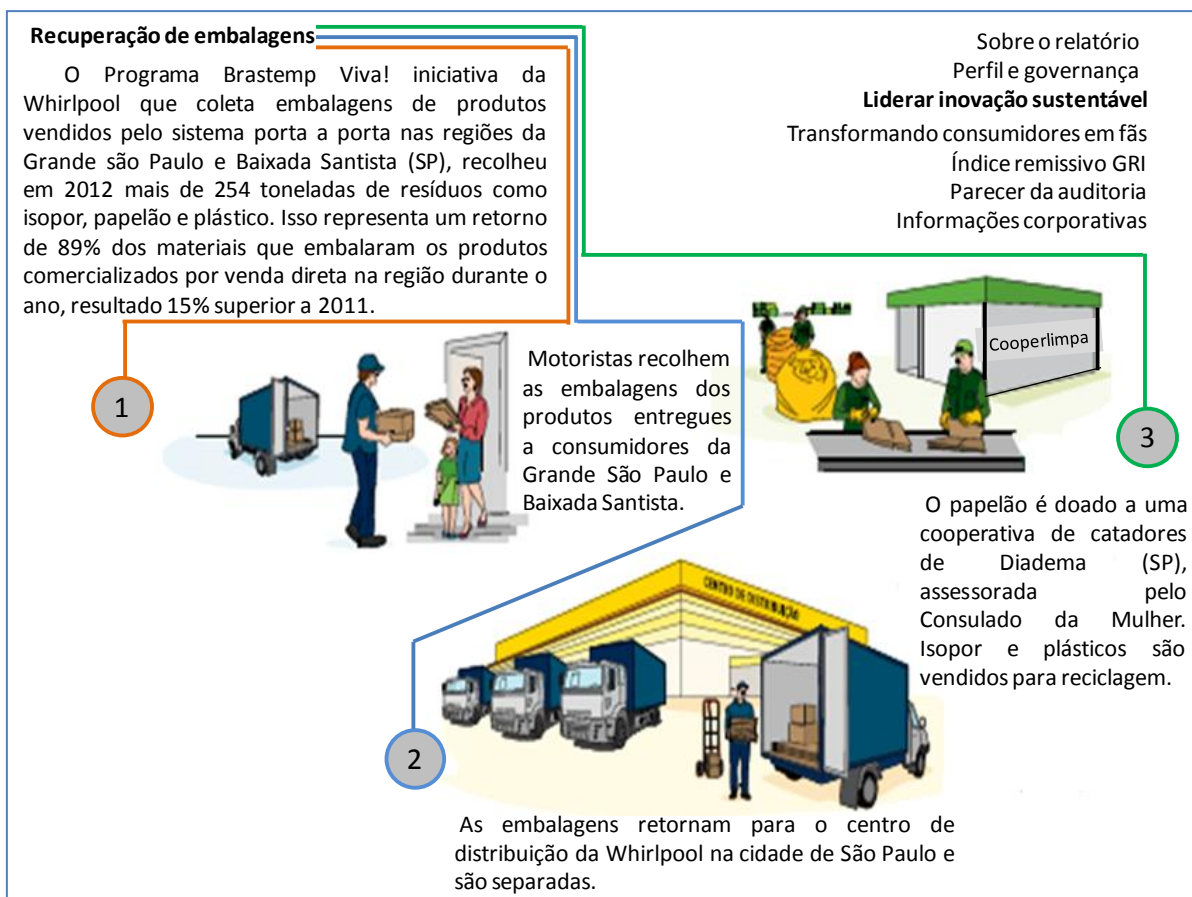 Recuperação de embalagens
O Programa Brastemp Viva! iniciativa da
Whirlpool que coleta embalagens de produtos
vendidos pelo sistema porta a porta nas regiões da
Grande são Paulo e Baixada Santista (SP), recolheu
em 2012 mais de 254 toneladas de resíduos como
isopor, papelão e plástico. Isso representa um retorno
de 89% dos materiais que embalaram os produtos
comercializados por venda direta na região durante o
ano, resultado 15% superior a 2011.
Sobre o relatório
Perfil e governança
Liderar inovação sustentável
Transformando consumidores em fãs
Índice remissivo GRI
Parecer da auditoria
Informações corporativas
1
Motoristas recolhem
as embalagens dos
produtos entregues
a consumidores da
Grande São Paulo e
Baixada Santista.
Cooperlimpa
3
O papelão é doado a uma
cooperativa de catadores
de Diadema (SP),
assessorada pelo
Consulado da Mulher.
Isopor e plásticos são
vendidos para reciclagem.
CENTRO DE DISTRIBUIÇÃO
2
As embalagens retornam para o centro de
distribuição da Whirlpool na cidade de São Paulo e
são separadas.